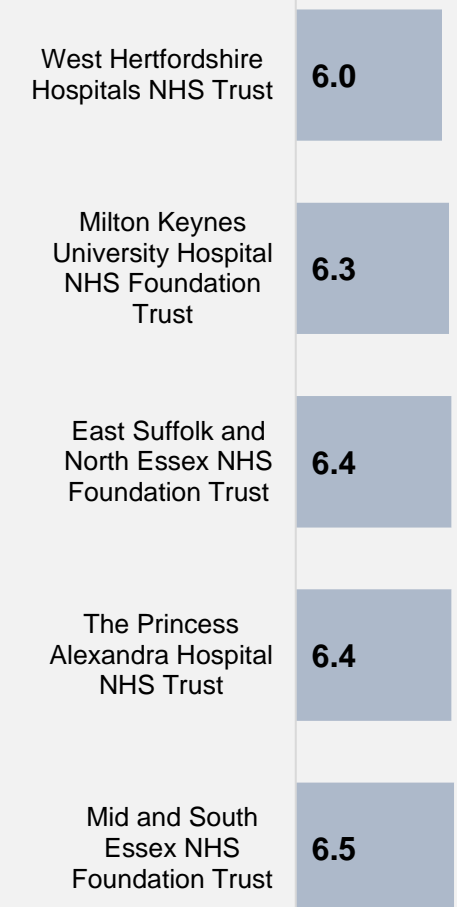 West Hertfordshire
Hospitals NHS Trust
6.0
Milton Keynes
University Hospital
NHS Foundation
Trust
6.3
East Suffolk and
North Essex NHS
Foundation Trust
6.4
The Princess
Alexandra Hospital
NHS Trust
6.4
Mid and South
Essex NHS
Foundation Trust
6.5